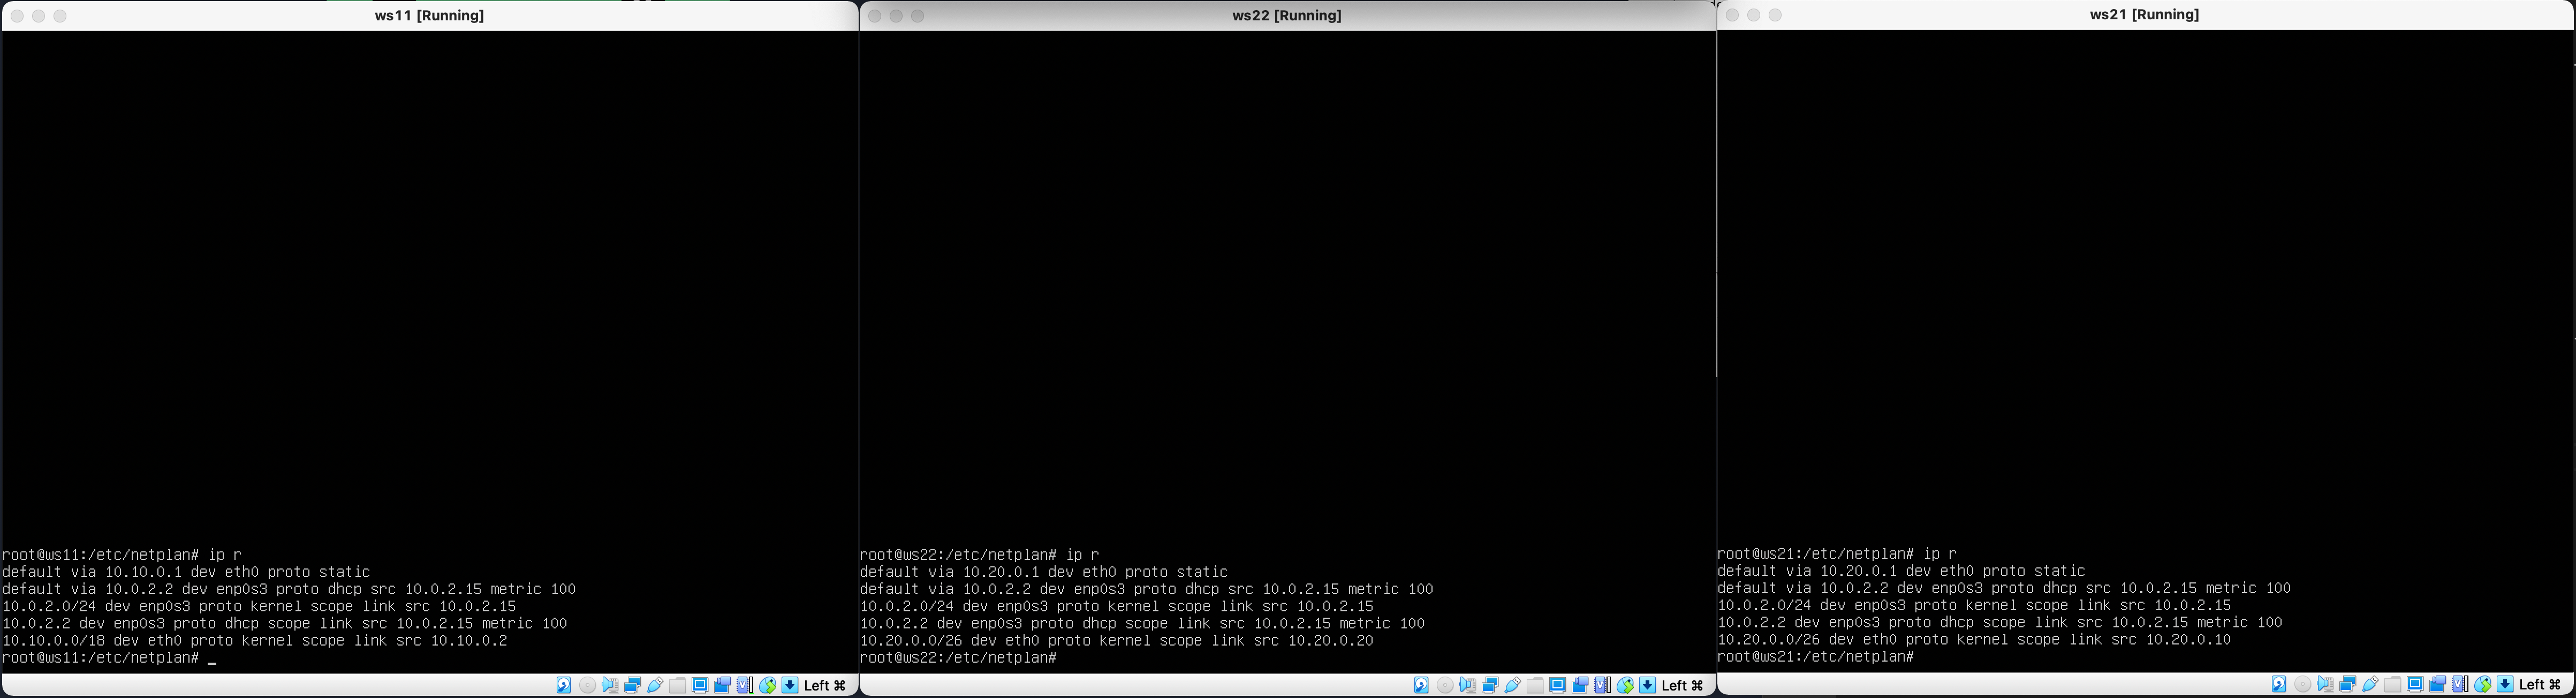 ws11 [Running]
root@ws11:/etc/netplan# ip r
default via 10.10.0.1 dev eth0 proto static
default via 10.0.2.2 dev enp0s3 proto dhcp src 10.0.2.15 metric 100
10.0.2.0/24 dev enp0s3 proto kernel scope link src 10.0.2.15
10.0.2.2 dev enp0s3 proto dhcp scope link src 10.0.2.15 metric 100
10.10.0.0/18 dev eth0 proto kernel scope link src 10.10.0.2
root@ws11:/etc/netplan# _
Left ⌘
ws22 [Running]
root@ws22:/etc/netplan# ip r
default via 10.20.0.1 dev eth0 proto static
default via 10.0.2.2 dev enp0s3 proto dhcp src 10.0.2.15 metric 100
10.0.2.0/24 dev enp0s3 proto kernel scope link src 10.0.2.15
10.0.2.2 dev enp0s3 proto dhcp scope link src 10.0.2.15 metric 100
10.20.0.0/26 dev eth0 proto kernel scope link src 10.20.0.20
root@ws22:/etc/netplan#
Left ⌘
ws21 [Running]
root@ws21:/etc/netplan# ip r
default via 10.20.0.1 dev eth0 proto static
default via 10.0.2.2 dev enp0s3 proto dhcp src 10.0.2.15 metric 100
10.0.2.0/24 dev enp0s3 proto kernel scope link src 10.0.2.15
10.0.2.2 dev enp0s3 proto dhcp scope link src 10.0.2.15 metric 100
10.20.0.0/26 dev eth0 proto kernel scope link src 10.20.0.10
root@ws21:/etc/netplan#
Left ⌘